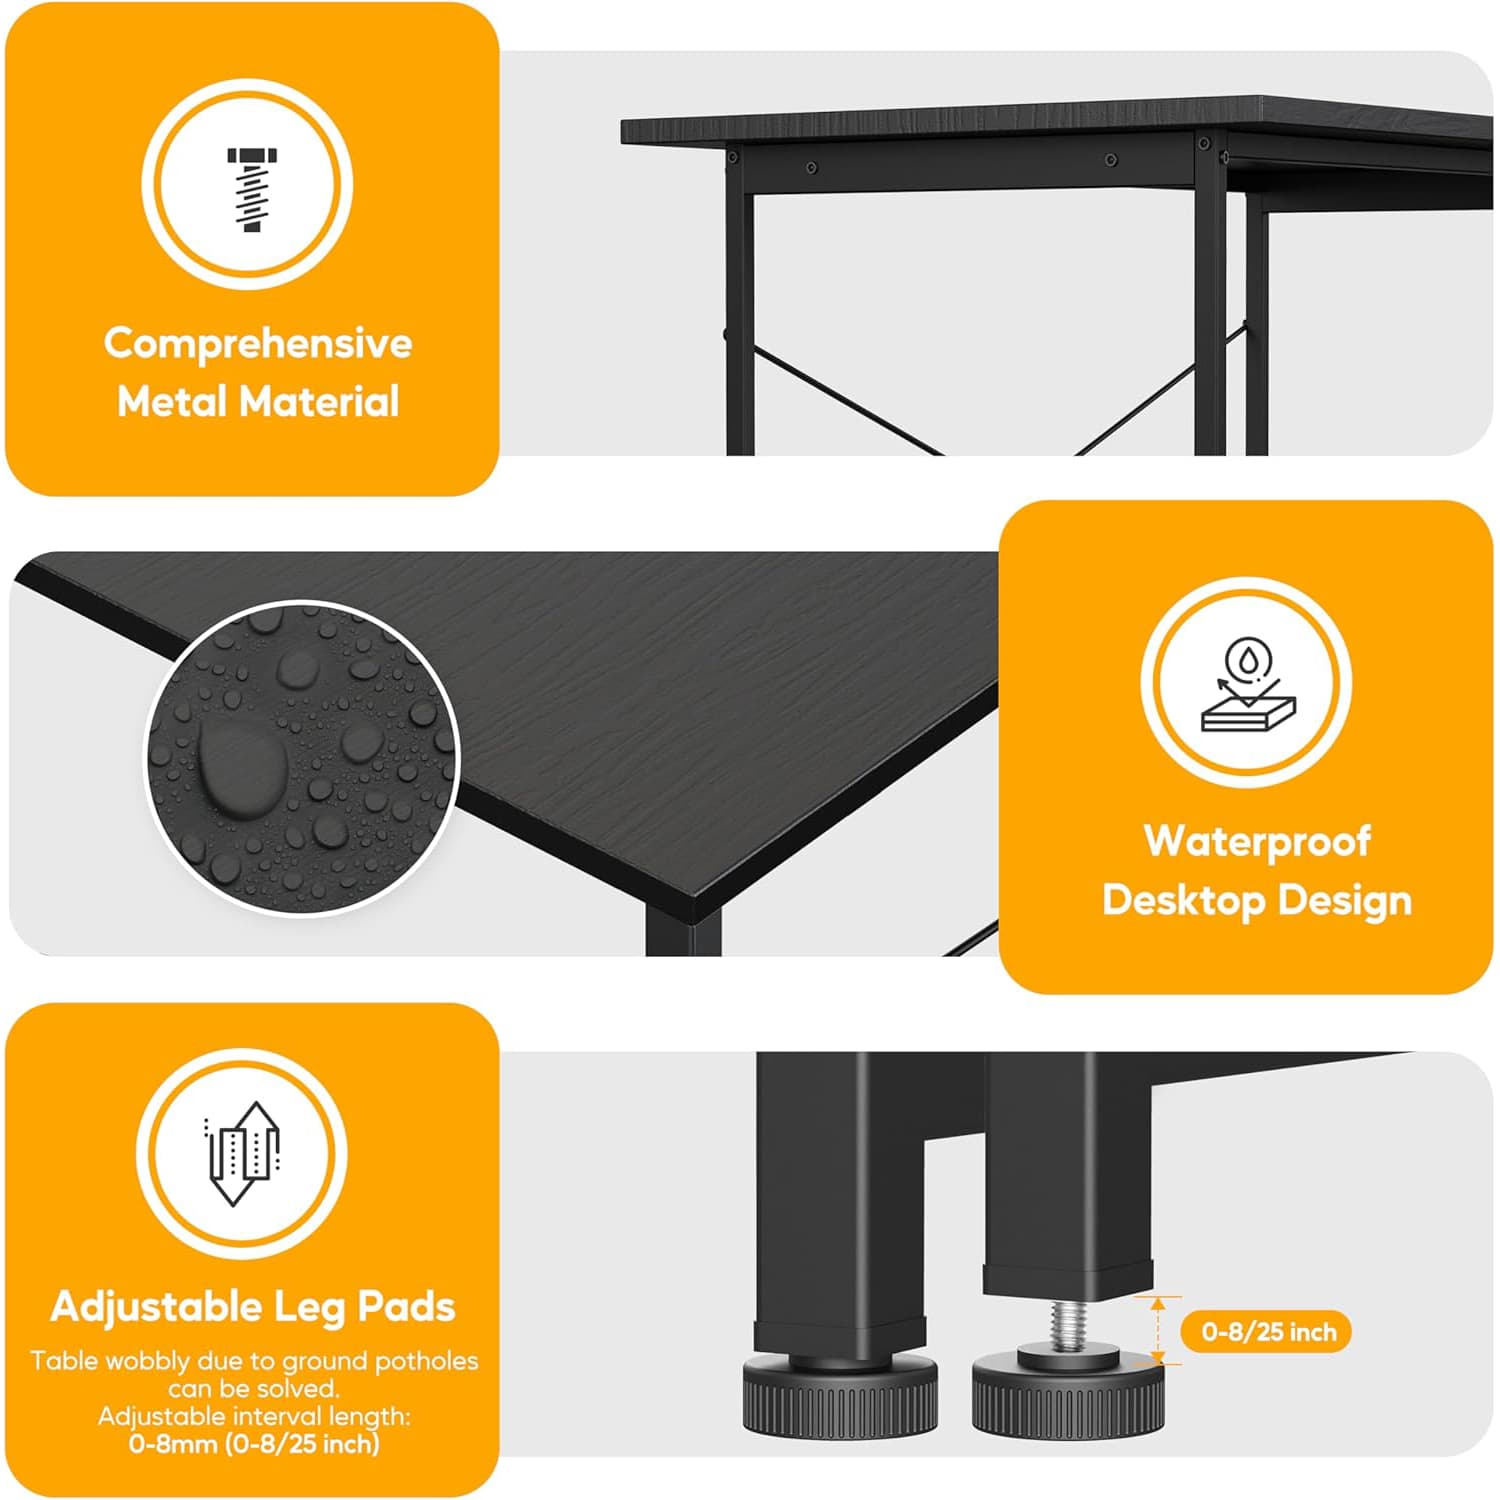 Comprehensive
Metal Material
Waterproof
Desktop Design
Adjustable Leg Pads
Table wobbly due to ground potholes
can be solved.
Adjustable interval length:
0-8mm (0-8/25 inch)
0-8/25 inch